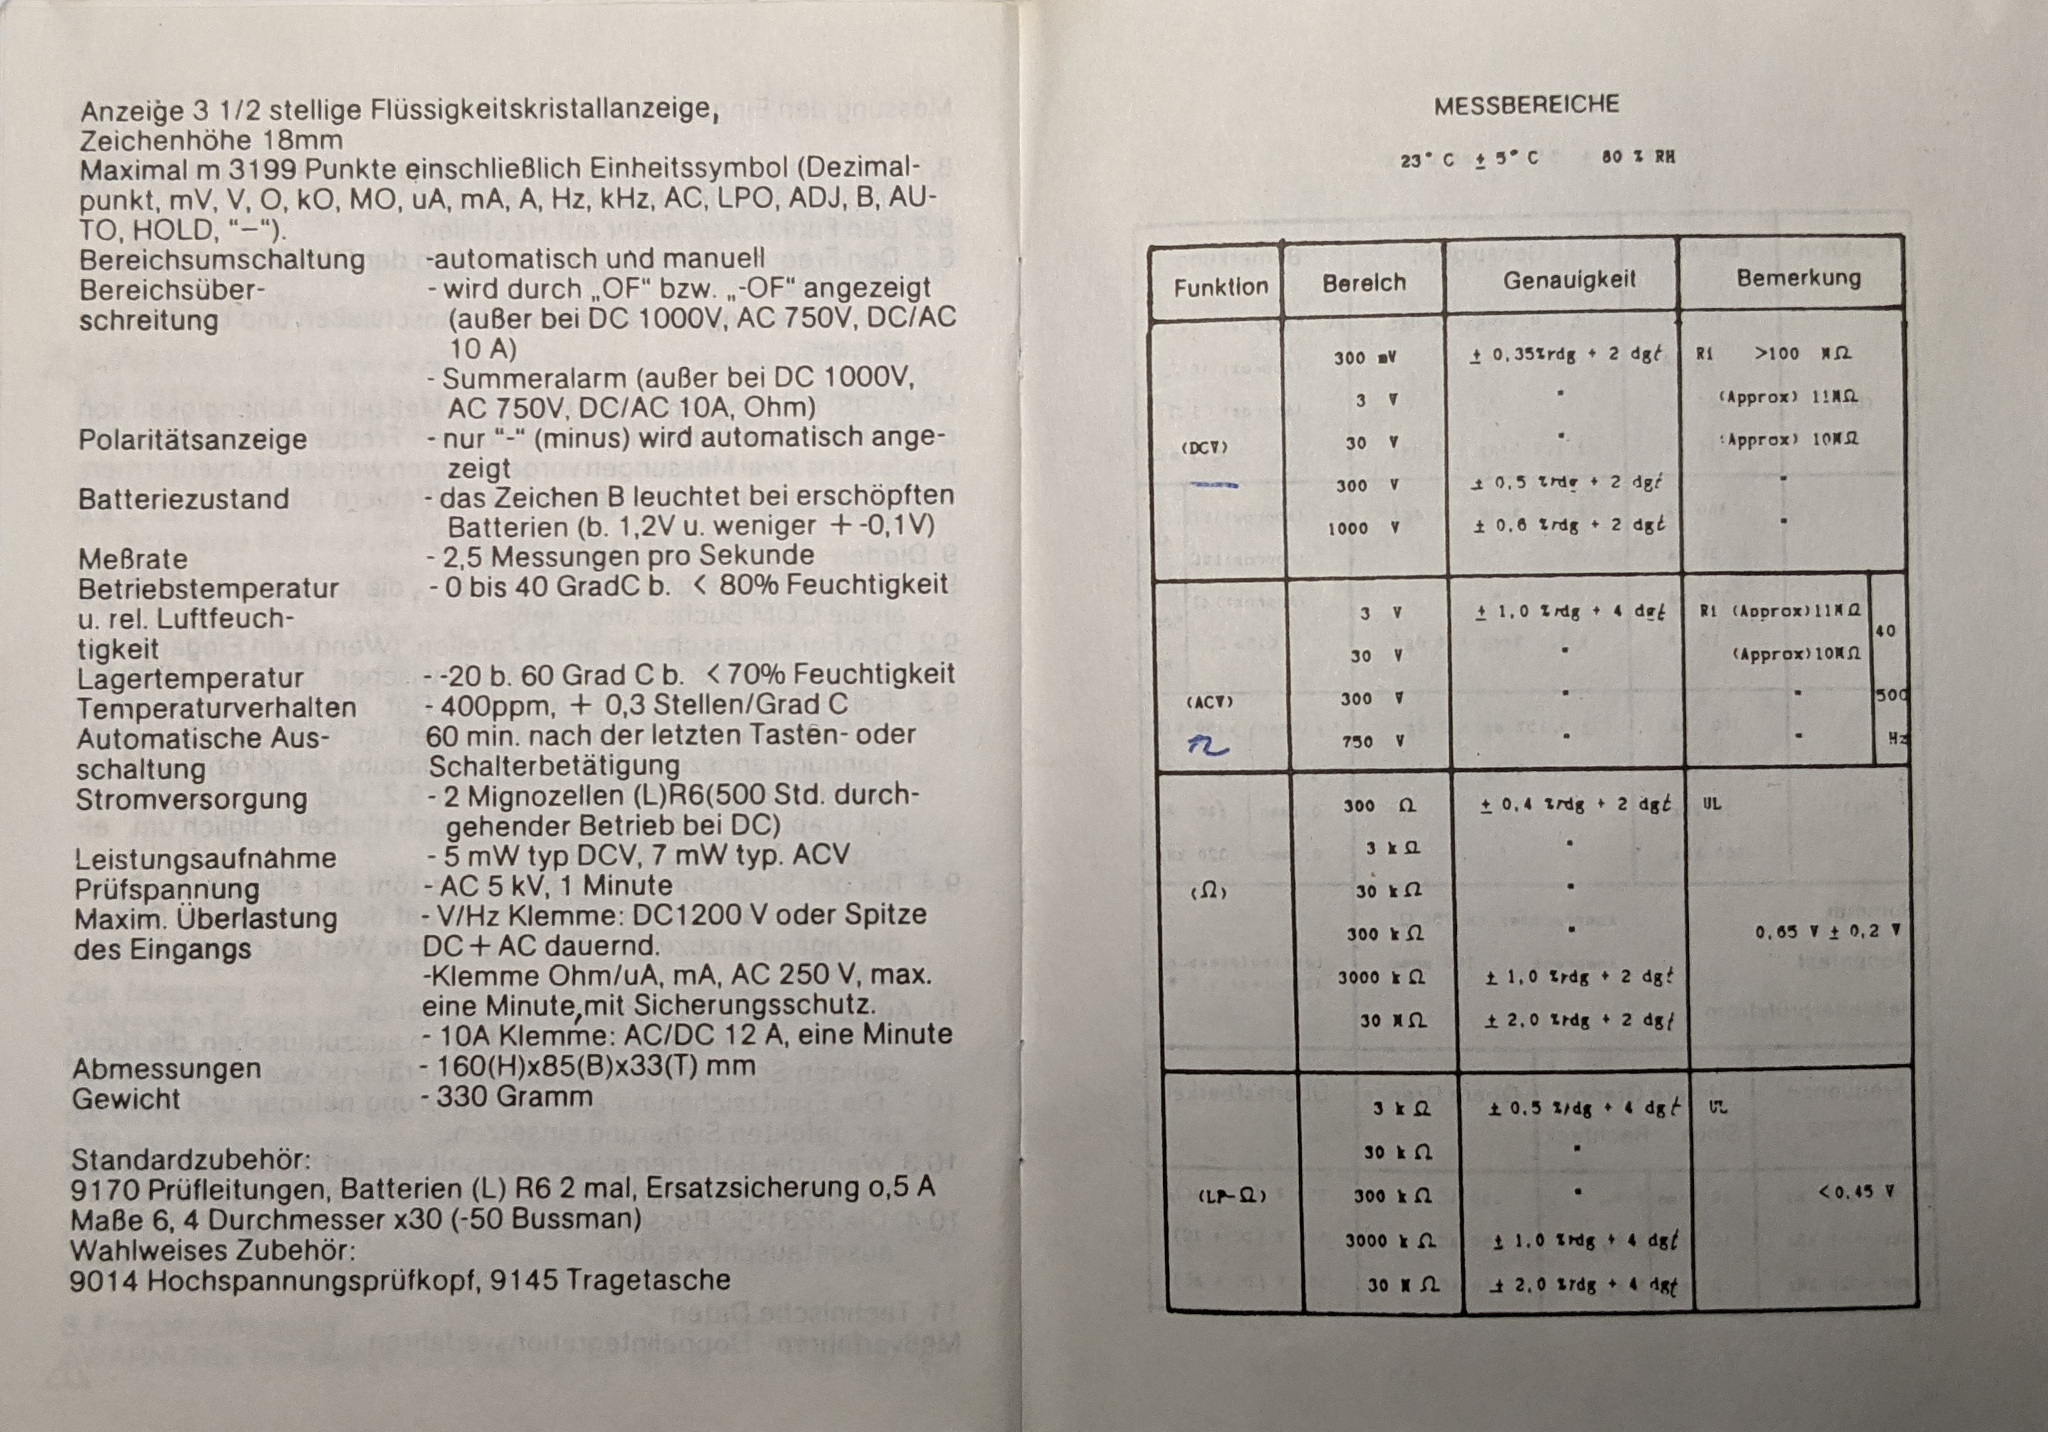 Anzeige 3 1/2 stellige Flüssigkeitskristallanzeige,
Zeichenhöhe 18mm
Maximal m 3199 Punkte einschließlich Einheitssymbol (Dezimal-
punkt, mV, V, O, kO, MO, uA, mA, A, Hz, kHz, AC, LPO, ADJ, B, AU-
TO, HOLD, “–“).
Bereichsumschaltung -automatisch und manuell
Bereichsüber- - wird durch „OF“ bzw. „-OF“ angezeigt
schreitung (außer bei DC 1000V, AC 750V, DC/AC
10 A)
- Summeralarm (außer bei DC 1000V,
AC 750V, DC/AC 10A, Ohm)
Polaritätsanzeige - nur “-“ (minus) wird automatisch ange-
zeigt
Batteriezustand - das Zeichen B leuchtet bei erschöpften
Batterien (b. 1,2V u. weniger + -0,1V)
Meßrate - 2,5 Messungen pro Sekunde
Betriebstemperatur - 0 bis 40 GradC b. < 80% Feuchtigkeit
u. rel. Luftfeuch-
tigkeit
Lagertemperatur - -20 b. 60 Grad C b. < 70% Feuchtigkeit
Temperaturverhalten - 400ppm, + 0,3 Stellen/Grad C
Automatische Aus- 60 min. nach der letzten Tasten- oder
schaltung Schalterbetätigung
Stromversorgung - 2 Mignozellen (L)R6(500 Std. durch-
gehender Betrieb bei DC)
Leistungsaufnahme - 5 mW typ DCV, 7 mW typ. ACV
Prüfspannung - AC 5 kV, 1 Minute
Maxim. Überlastung - V/Hz Klemme: DC1200 V oder Spitze
des Eingangs DC + AC dauernd.
-Klemme Ohm/uA, mA, AC 250 V, max.
eine Minute,mit Sicherungsschutz.
- 10A Klemme: AC/DC 12 A, eine Minute
Abmessungen - 160(H)x85(B)x33(T) mm
Gewicht - 330 Gramm
Standardzubehör:
9170 Prüfleitungen, Batterien (L) R6 2 mal, Ersatzsicherung o,5 A
Maße 6, 4 Durchmesser x30 (-50 Bussman)
Wahlweises Zubehör:
9014 Hochspannungsprüfkopf, 9145 Tragetasche
MESSBEREICHE
23° C ± 5° C 80 % RH
Funktion Bereich Genauigkeit Bemerkung
300 mV ± 0,35%rdg + 2 dgt Ri >100 MΩ
3 V " (Approx) 11MΩ
(DCV) 30 V " (Approx) 10MΩ
300 V ± 0,5 %rdg + 2 dgt "
1000 V ± 0,6 %rdg + 2 dgt "
3 V ± 1,0 %rdg + 4 dgt Ri (Approx)11MΩ 40
30 V " (Approx)10MΩ
(ACV) 300 V " " 500
750 V " " Hz
300 Ω ± 0,4 %rdg + 2 dgt UL
3 k Ω "
(Ω) 30 k Ω "
300 k Ω " 0,65 V ± 0,2 V
3000 k Ω ± 1,0 %rdg + 2 dgt
30 MΩ ± 2,0 %rdg + 2 dgt
3 k Ω ± 0,5 %rdg + 4 dgt UL
30 k Ω "
(LP-Ω) 300 k Ω " <0,45 V
3000 k Ω ± 1,0 %rdg + 4 dgt
30 M Ω ± 2,0 %rdg + 4 dgt